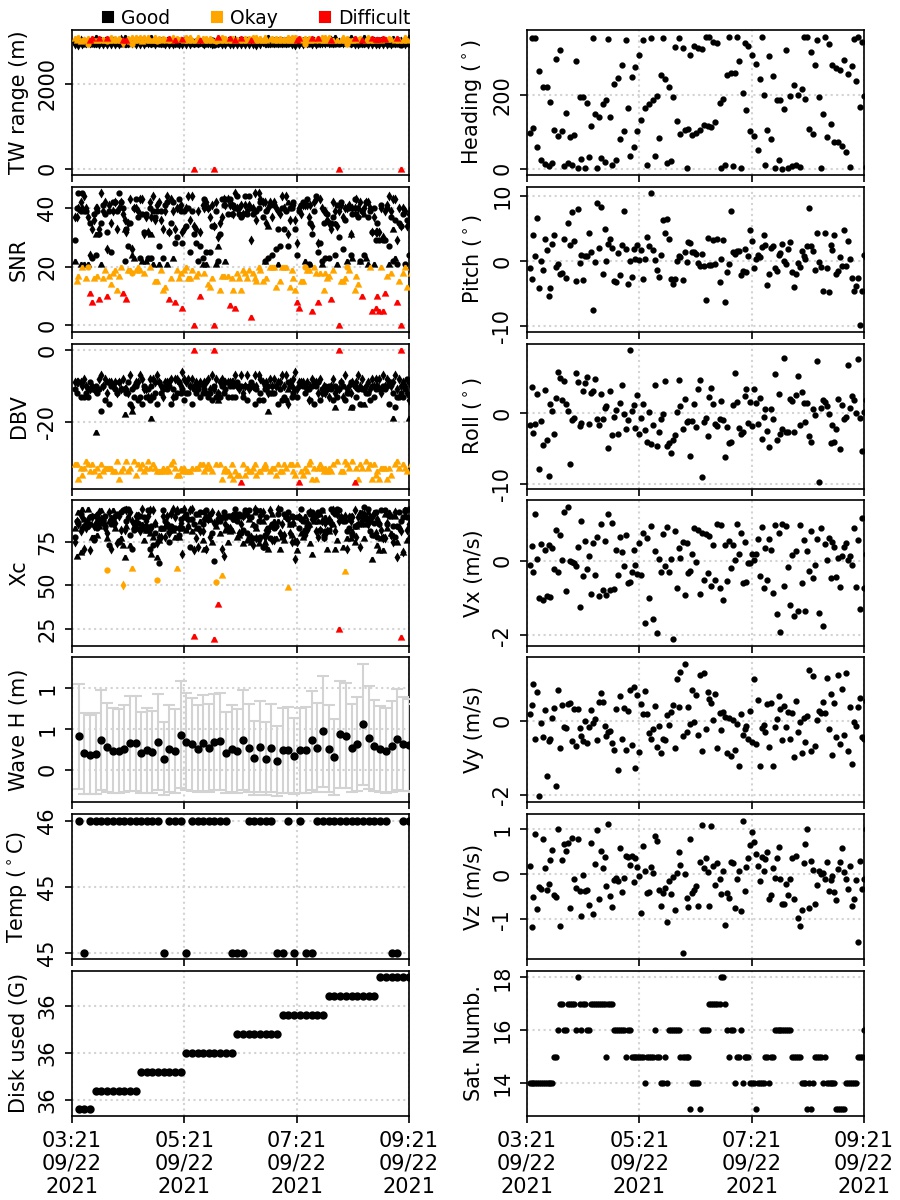 Good Okay Difficult
TW range (m)
2000
0
SNR
40
20
0
DBV
0
-20
Xc
75
50
25
Wave H (m)
1
1
0
Temp (°C)
46
45
45
Disk used (G)
36
36
36
03:21 05:21 07:21 09:21
09/22 09/22 09/22 09/22
2021 2021 2021 2021
Heading (°)
200
0
Pitch (°)
10
0
-10
Roll (°)
0
-10
Vx (m/s)
0
-2
Vy (m/s)
0
-2
Vz (m/s)
1
0
-1
Sat. Numb.
18
16
14
03:21 05:21 07:21 09:21
09/22 09/22 09/22 09/22
2021 2021 2021 2021